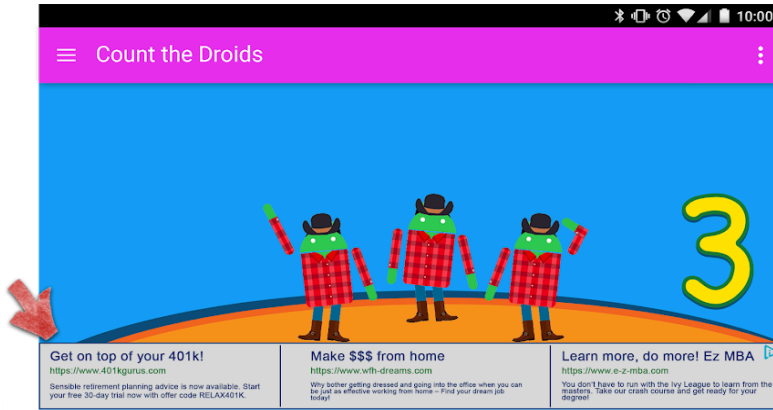 10:00
Count the Droids
3
Get on top of your 401k!
https://www.401kgurus.com
Sensible retirement planning advice is now available. Start
your free 30-day trial now with offer code RELAX401K.
Make $$$ from home
https://www.wfh-dreams.com
Why bother getting dressed and going into the office when you can
be just as effective working from home – Find your dream job
today!
Learn more, do more! Ez MBA
https://www.e-z-mba.com
You don't have to run with the Ivy League to learn from the
masters. Take our crash course and get ready for your
degree!